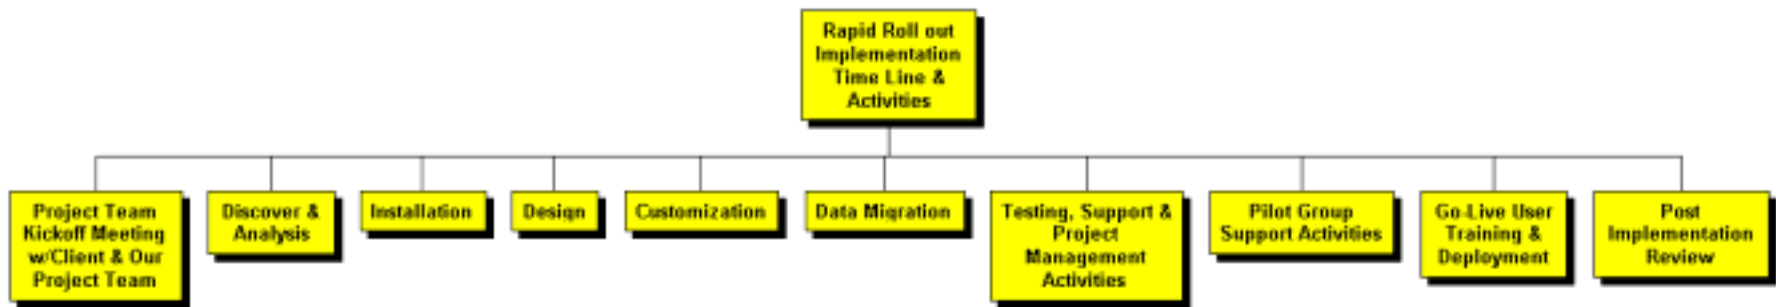 Rapid Roll out
Implementation
Time Line &
Activities
Project Team
Kickoff Meeting
w/Client & Our
Project Team
Discover &
Analysis
Installation
Design
Customization
Data Migration
Testing, Support &
Project
Management
Activities
Pilot Group
Support Activities
Go-Live User
Training &
Deployment
Post
Implementation
Review